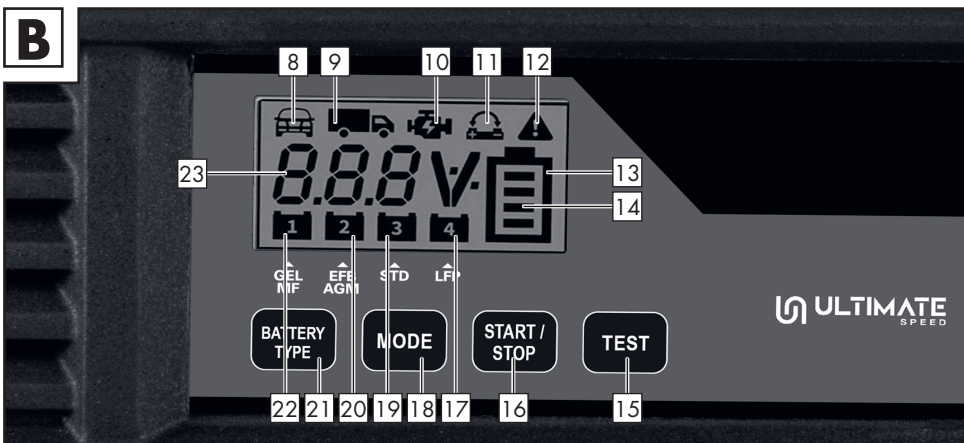 B
8 9 10 11 12
23
8.8.8 V
13
14
1 2 3 4
GEL MF
EFB AGM
STD
LFP
BATTERY TYPE
MODE
START / STOP
TEST
ULTIMATE
SPEED
22 21 20 19 18 17 16 15